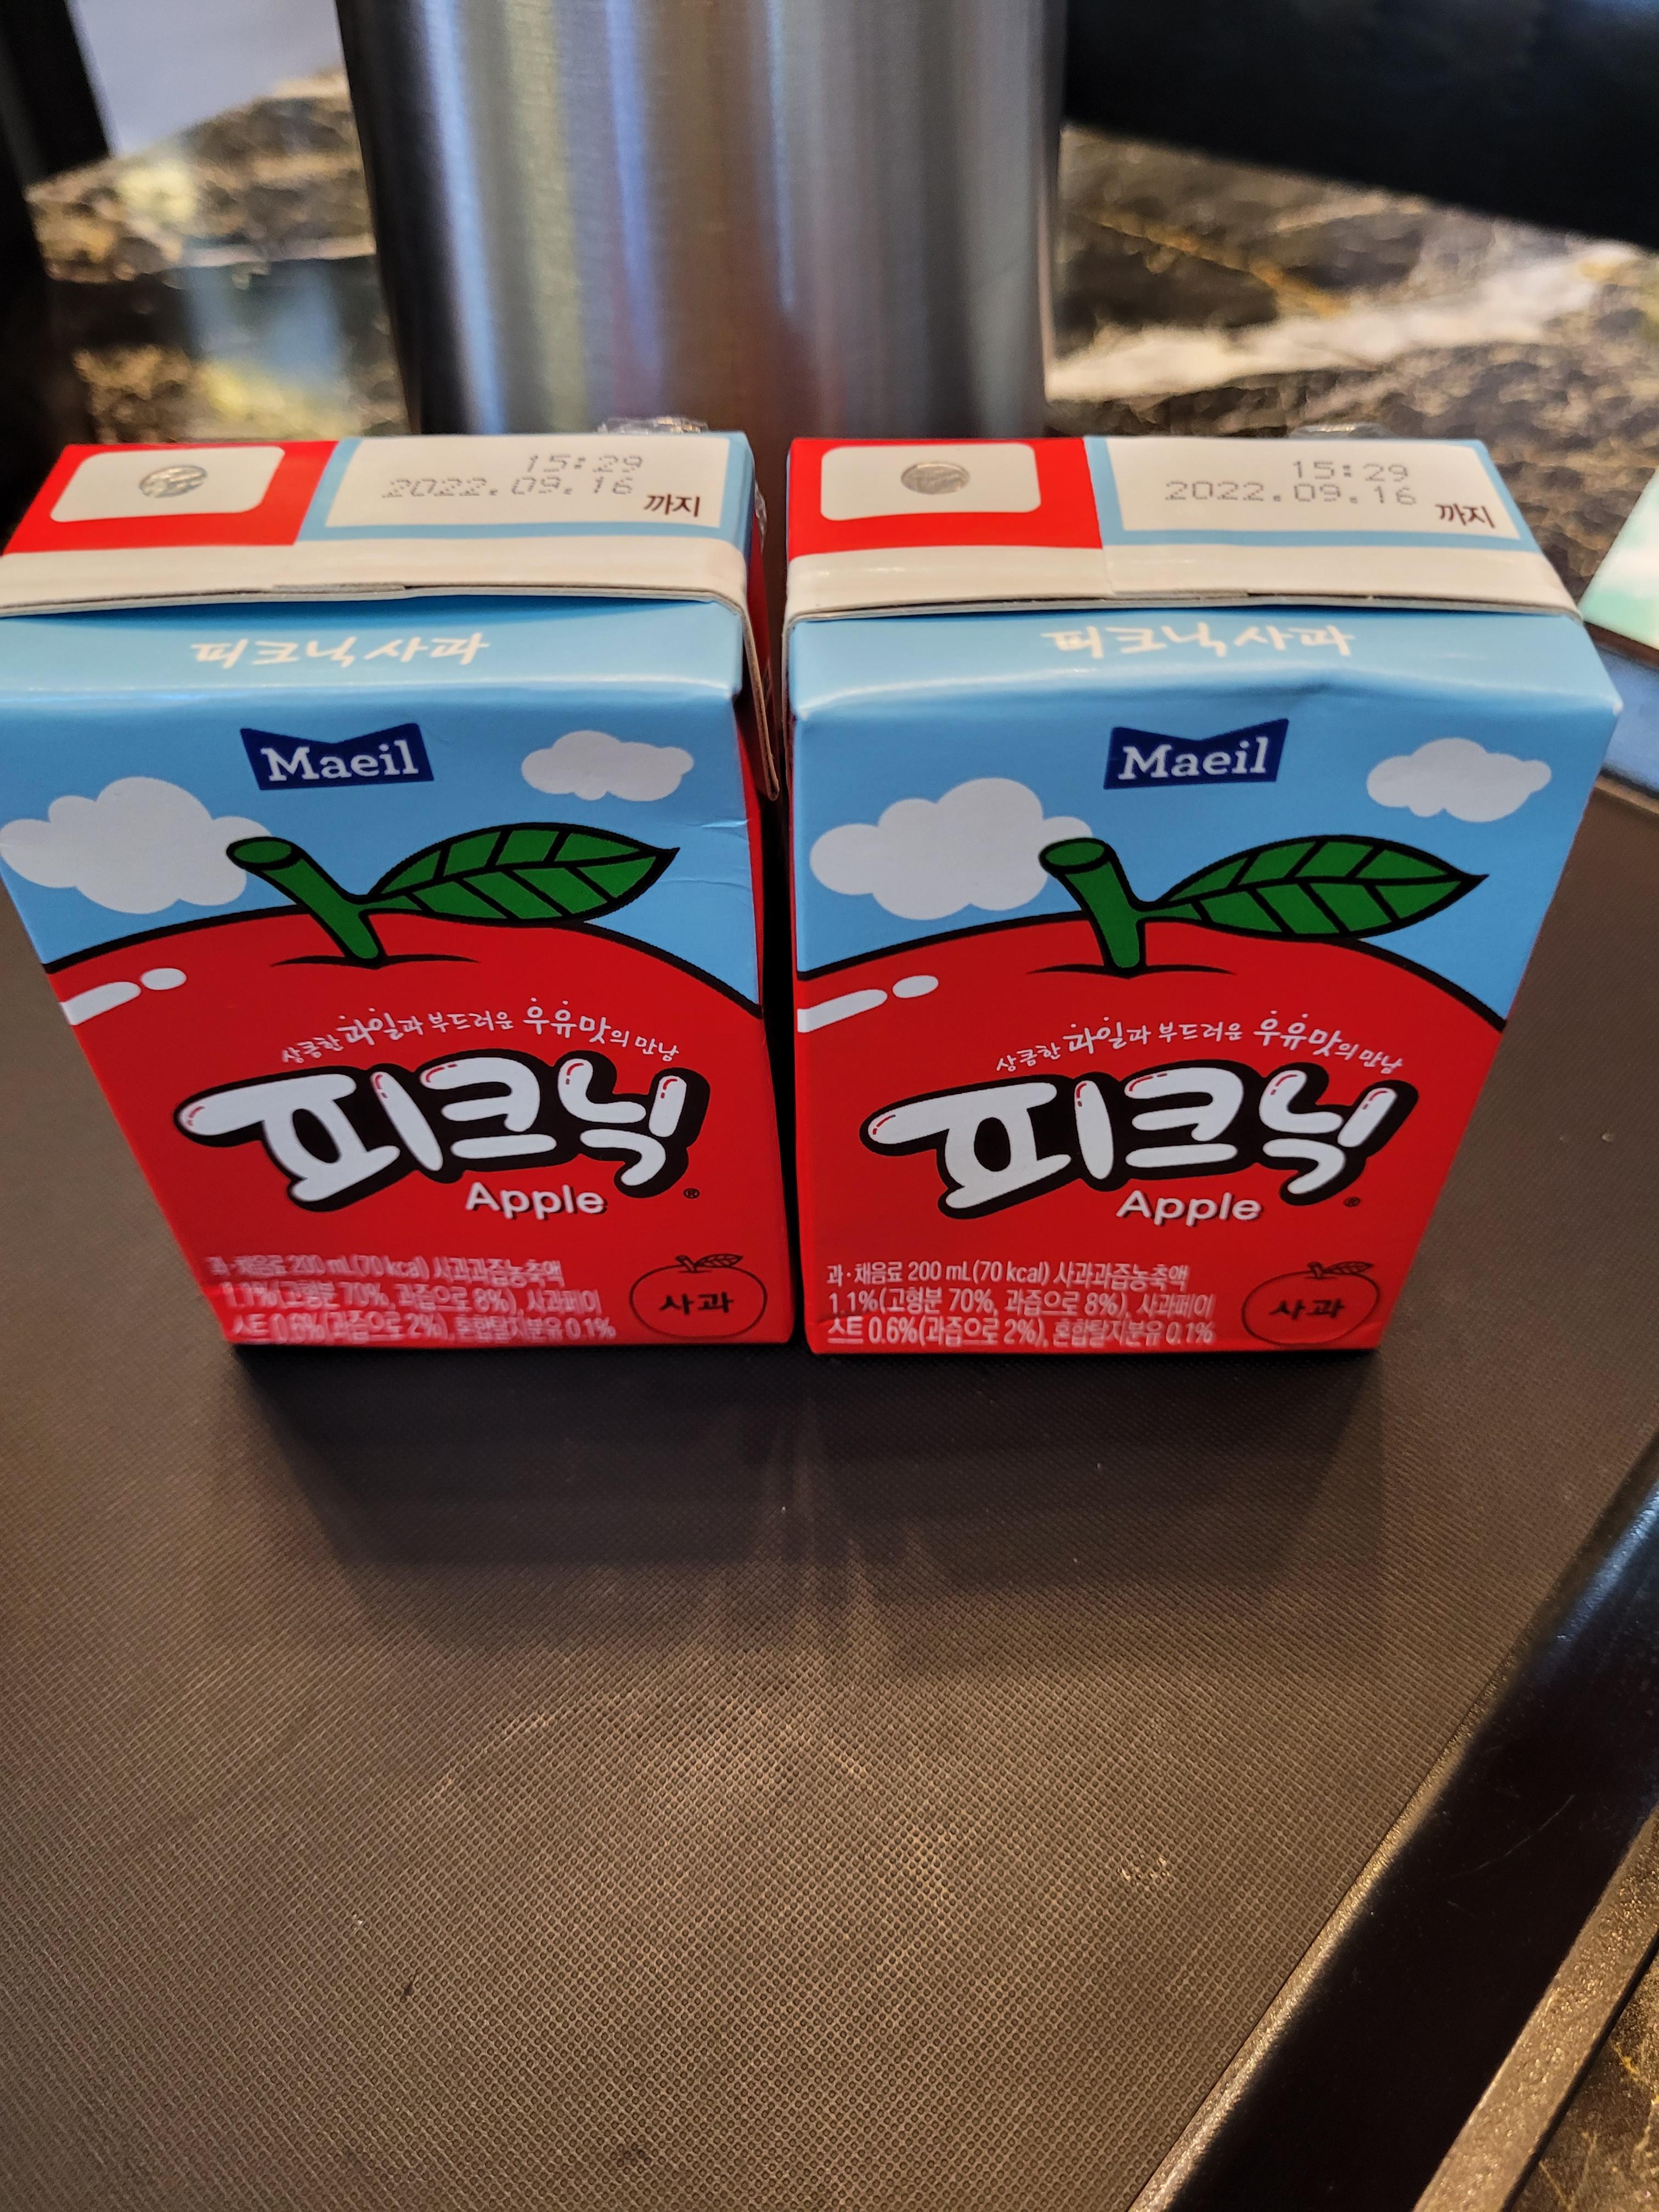 15:29
2022.09.16 까지
피크닉 사과
Maeil
상큼한 과일과 부드러운 우유맛의 만남
피크닉
Apple ®
과·채음료 200 mL(70 kcal) 사과과즙농축액
1.1%(고형분 70%, 과즙으로 8%), 사과페이
스트 0.6%(과즙으로 2%), 혼합탈지분유 0.1%
사과
15:29
2022.09.16 까지
피크닉 사과
Maeil
상큼한 과일과 부드러운 우유맛의 만남
피크닉
Apple ®
과·채음료 200 mL(70 kcal) 사과과즙농축액
1.1%(고형분 70%, 과즙으로 8%), 사과페이
스트 0.6%(과즙으로 2%), 혼합탈지분유 0.1%
사과